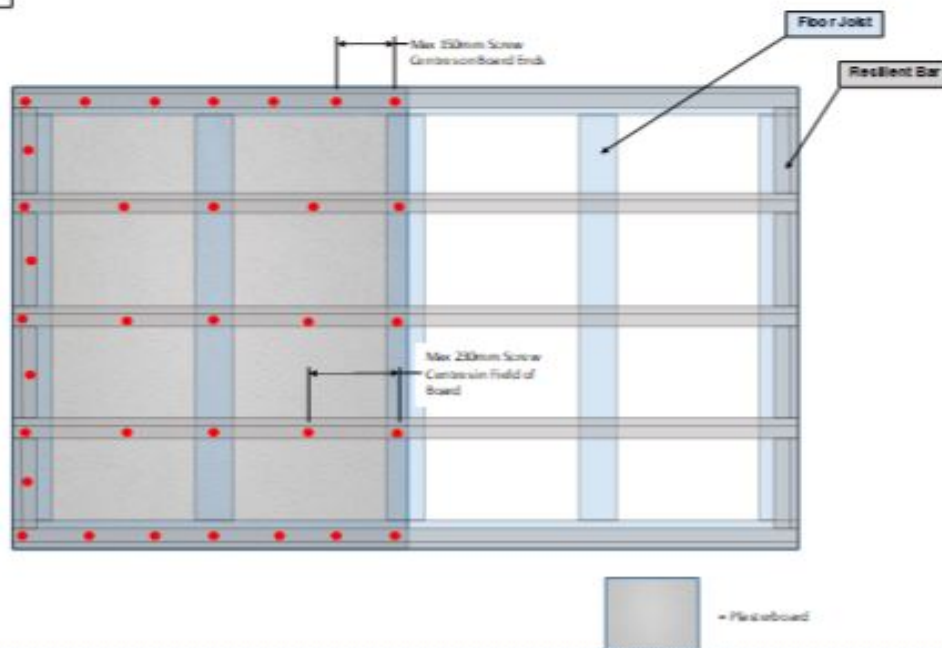 Floor Joist
Max 150mm Screw
Centres on Board Ends
Resilient Bar
Max 230mm Screw
Centres in Field of
Board
= Plasterboard